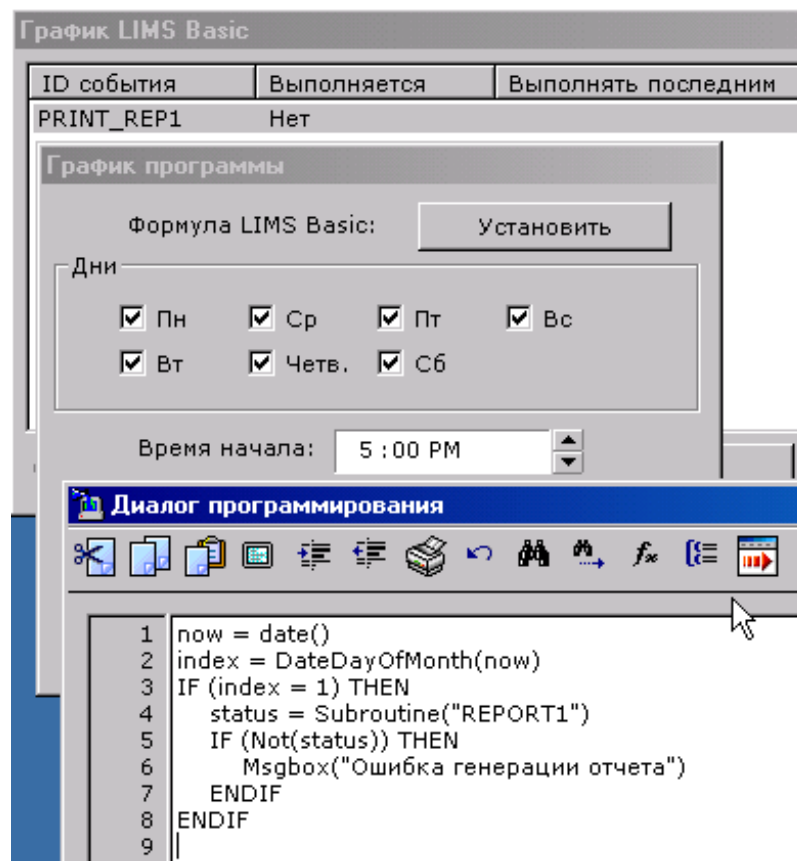 График LIMS Basic
ID события Выполняется Выполнять последним
PRINT_REP1 Нет
График программы
Формула LIMS Basic: Установить
Дни
Пн Ср Пт Вс
Вт Четв. Сб
Время начала: 5 :00 PM
Диалог программирования
1 now = date()
2 index = DateDayOfMonth(now)
3 IF (index = 1) THEN
4 status = Subroutine("REPORT1")
5 IF (Not(status)) THEN
6 Msgbox("Ошибка генерации отчета")
7 ENDIF
8 ENDIF
9